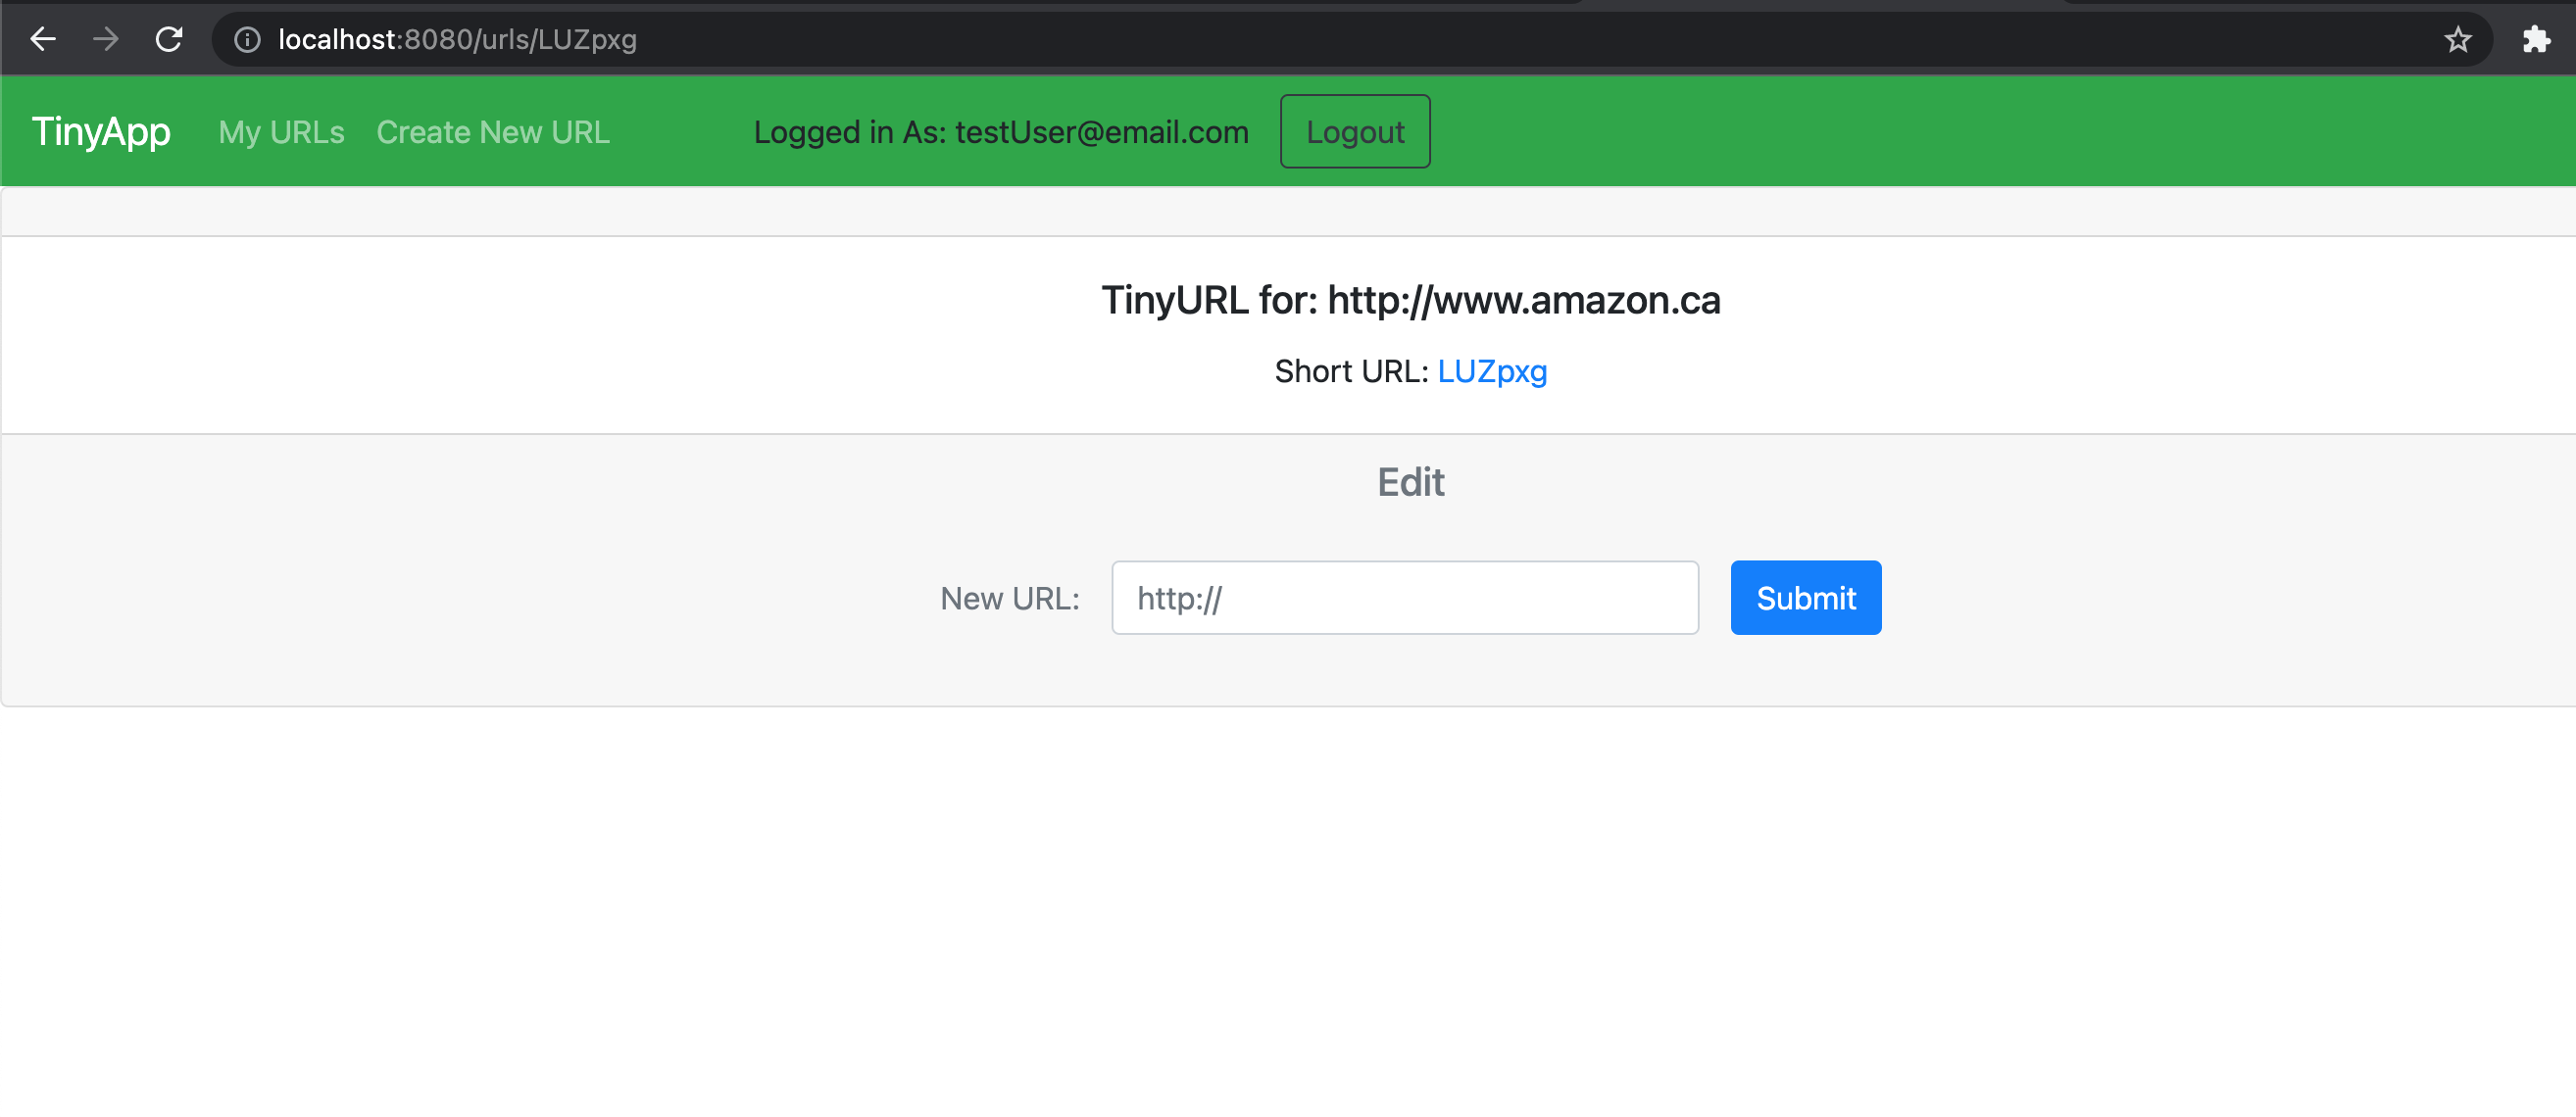 localhost:8080/urls/LUZpxg
TinyApp My URLs Create New URL Logged in As: testUser@email.com Logout
TinyURL for: http://www.amazon.ca
Short URL: LUZpxg
Edit
New URL: http:// Submit